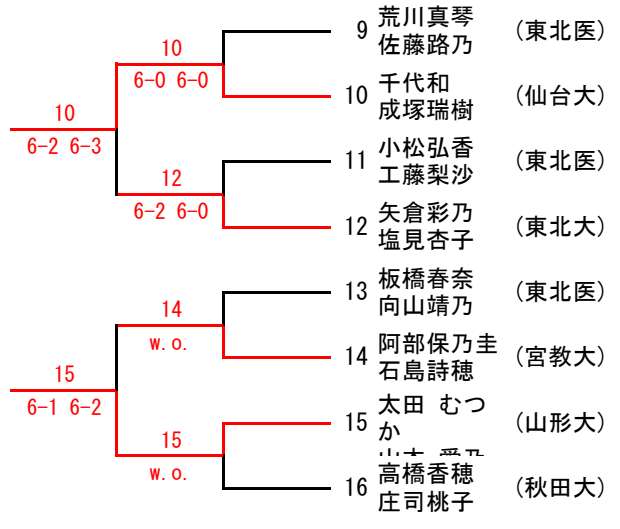 9 荒川真琴 (東北医)
佐藤路乃
10
6-0 6-0
10 千代和 (仙台大)
成塚瑞樹
10
6-2 6-3
11 小松弘香 (東北医)
工藤梨沙
12
6-2 6-0
12 矢倉彩乃 (東北大)
塩見杏子
13 板橋春奈 (東北医)
向山靖乃
14
w.o.
14 阿部保乃圭 (宮教大)
石島詩穂
15
6-1 6-2
15 太田 むつ (山形大)
か
15
w.o.
16 高橋香穂 (秋田大)
庄司桃子